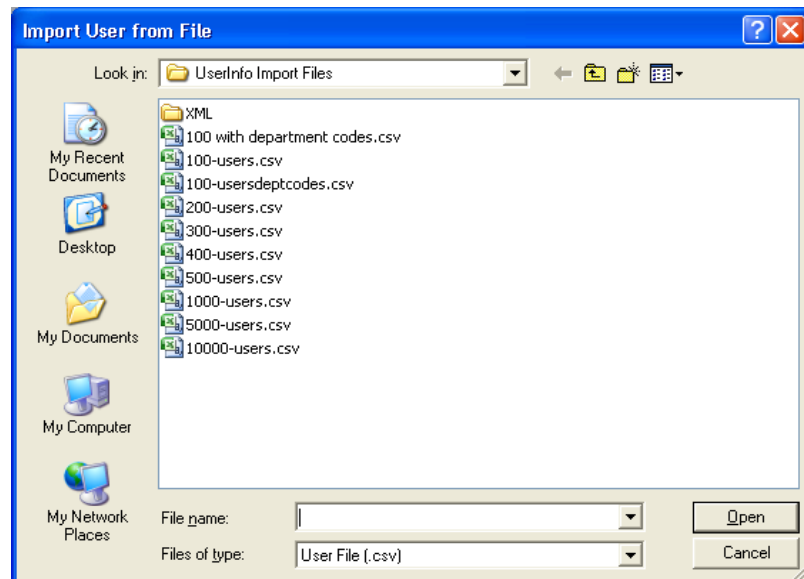 Import User from File
Look in: UserInfo Import Files
XML
100 with department codes.csv
100-users.csv
100-usersdeptcodes.csv
200-users.csv
300-users.csv
400-users.csv
500-users.csv
1000-users.csv
5000-users.csv
10000-users.csv
My Recent
Documents
Desktop
My Documents
My Computer
My Network
Places
File name: Open
Files of type: User File (.csv) Cancel